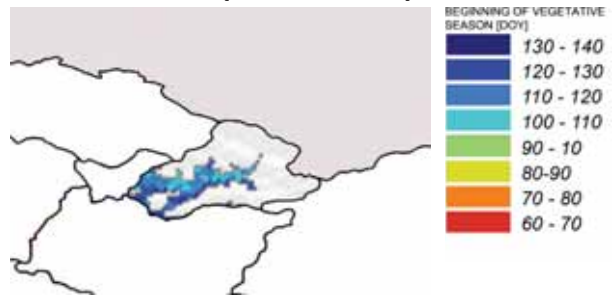 BEGINNING OF VEGETATIVE
SEASON [DOY]
130 - 140
120 - 130
110 - 120
100 - 110
90 - 10
80-90
70 - 80
60 - 70